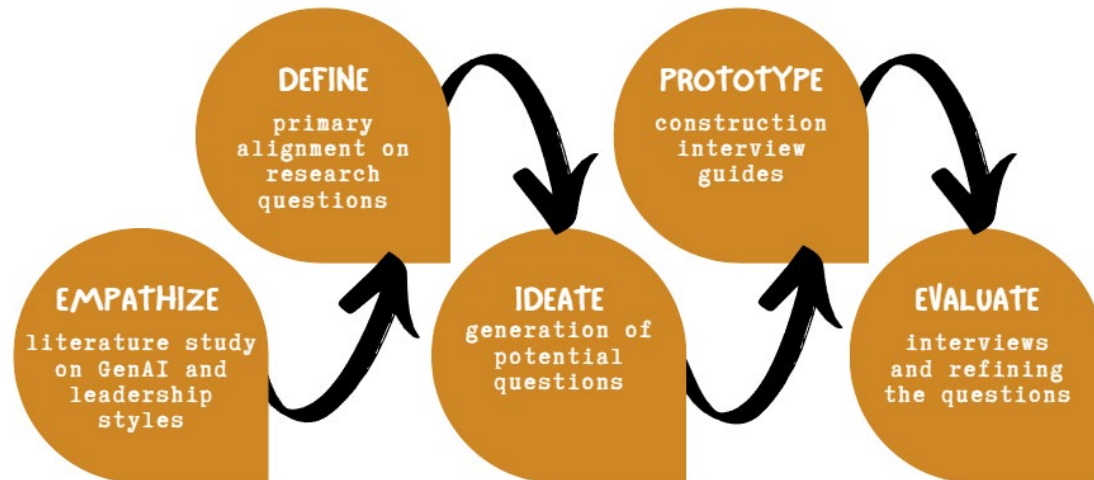 EMPATHIZE
literature study
on GenAI and
leadership
styles
DEFINE
primary
alignment on
research
questions
IDEATE
generation of
potential
questions
PROTOTYPE
construction
interview
guides
EVALUATE
interviews
and refining
the questions